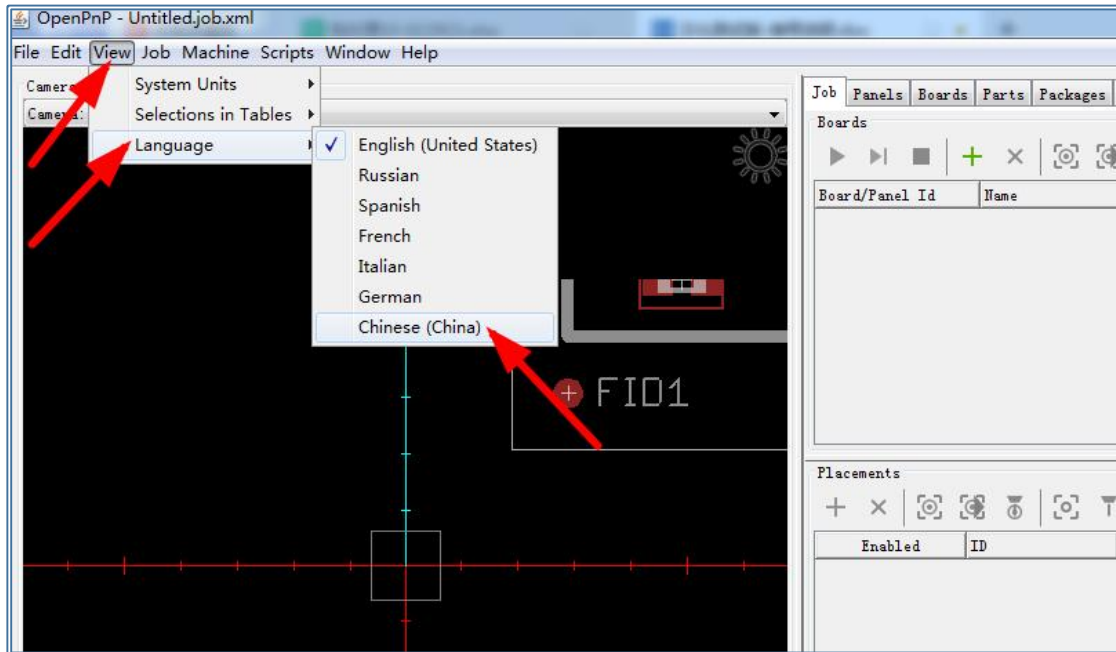 OpenPnP - Untitled.job.xml
File Edit View Job Machine Scripts Window Help
System Units
Selections in Tables
Language
English (United States)
Russian
Spanish
French
Italian
German
Chinese (China)
FID1
Job Panels Boards Parts Packages
Boards
Board/Panel Id Name
Placements
Enabled ID